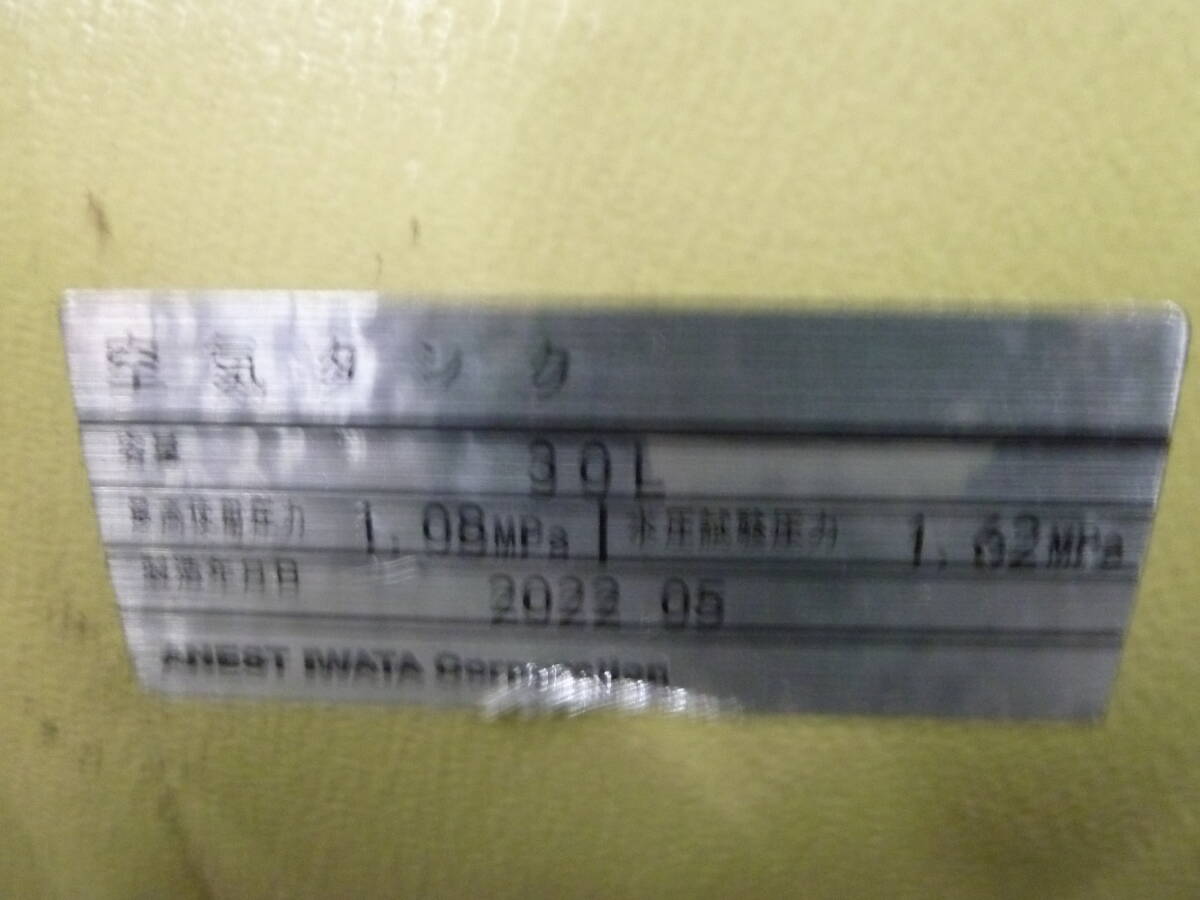 空気タンク
容量 30L
最高使用圧力 1.08MPa 水圧試験圧力 1.62MPa
製造年月日 2022 05
ANEST IWATA Corporation